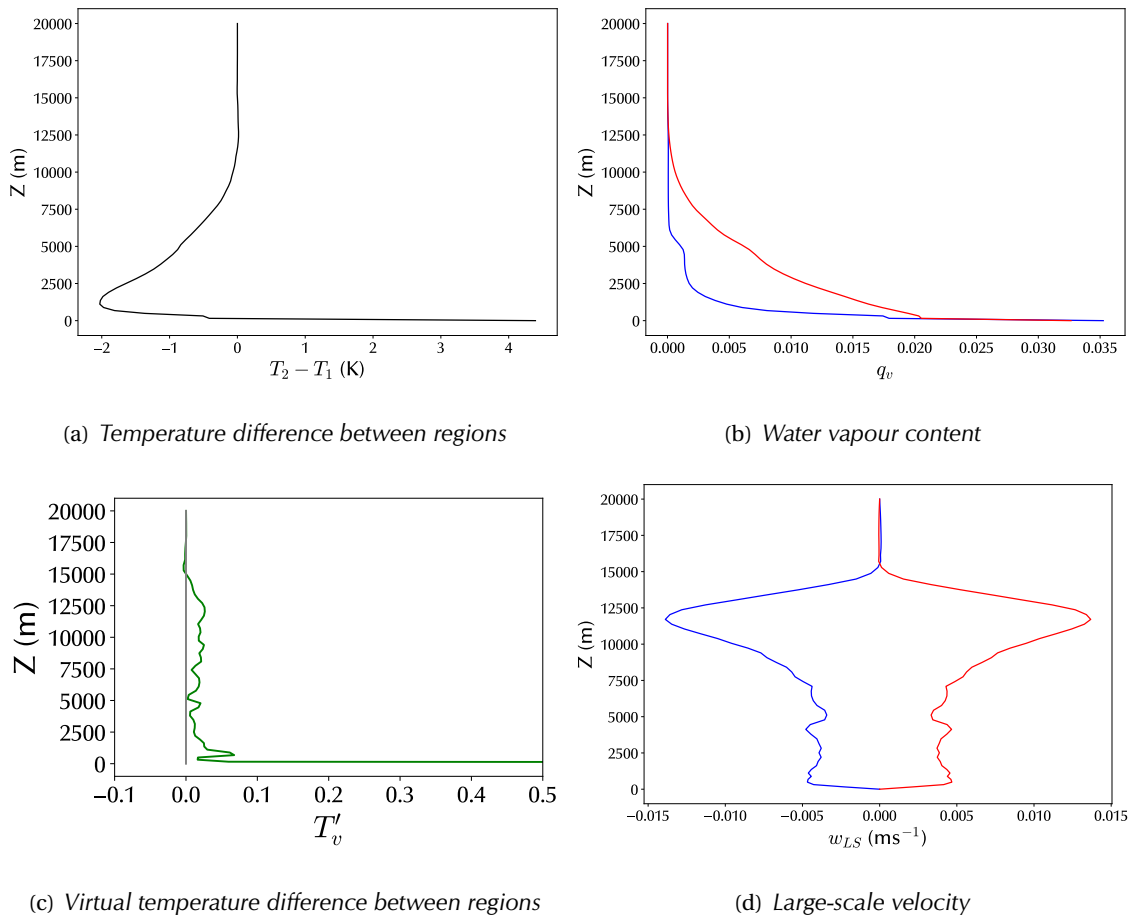 20000
17500
15000
12500
10000
7500
5000
2500
0
Z (m)
−2 −1 0 1 2 3 4
T₂ − T₁ (K)
(a) Temperature difference between regions
20000
17500
15000
12500
10000
7500
5000
2500
0
Z (m)
0.000 0.005 0.010 0.015 0.020 0.025 0.030 0.035
qᵥ
(b) Water vapour content
20000
17500
15000
12500
10000
7500
5000
2500
0
Z (m)
−0.1 0.0 0.1 0.2 0.3 0.4 0.5
T′ᵥ
(c) Virtual temperature difference between regions
20000
17500
15000
12500
10000
7500
5000
2500
0
Z (m)
−0.015 −0.010 −0.005 0.000 0.005 0.010 0.015
w_LS (ms⁻¹)
(d) Large-scale velocity